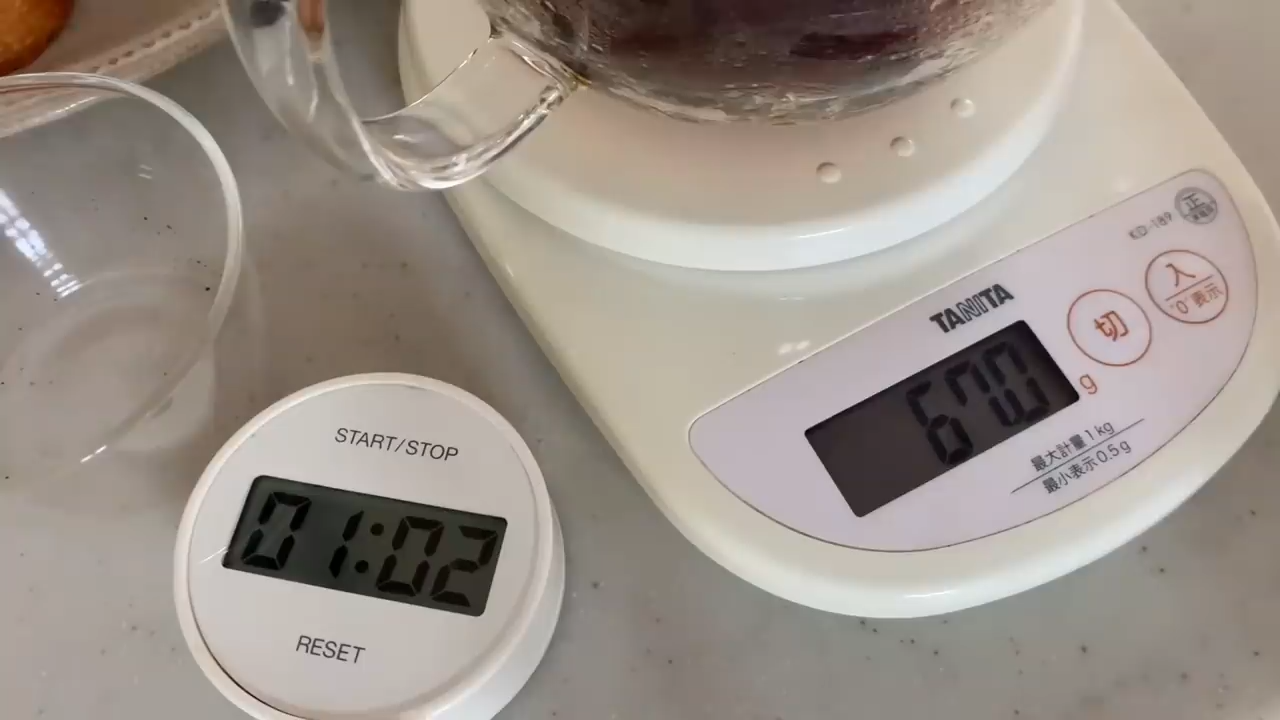 START/STOP
01:02
RESET
KD-189
正
TANITA
入
"0"表示
切
g
最大計量1kg
最小表示0.5g